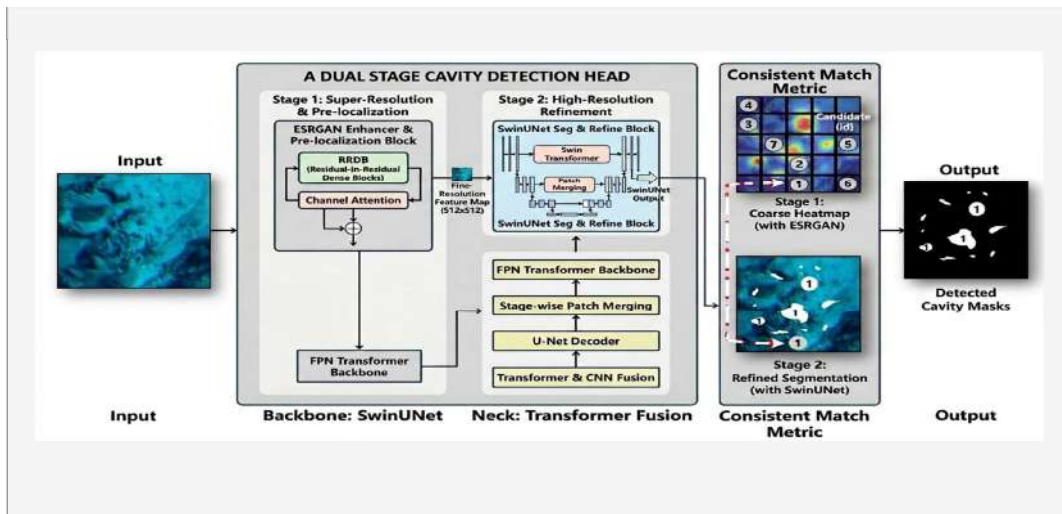 A DUAL STAGE CAVITY DETECTION HEAD
Input
Stage 1: Super-Resolution
& Pre-localization
ESRGAN Enhancer &
Pre-localization Block
RRDB
(Residual-in-Residual
Dense Blocks)
Channel Attention
FPN Transformer
Backbone
Fine-
Resolution
Feature Map
(512x512)
Stage 2: High-Resolution
Refinement
SwinUNet Seg & Refine Block
Swin
Transformer
Patch
Merging
SwinUNet
Output
SwinUNet Seg & Refine Block
FPN Transformer Backbone
Stage-wise Patch Merging
U-Net Decoder
Transformer & CNN Fusion
Consistent Match
Metric
4
Candidate
(id)
3
7
5
2
1
6
Stage 1:
Coarse Heatmap
(with ESRGAN)
1
1
1
1
Stage 2:
Refined Segmentation
(with SwinUNet)
Output
1
1
1
Detected
Cavity Masks
Input
Backbone: SwinUNet
Neck: Transformer Fusion
Consistent Match
Metric
Output